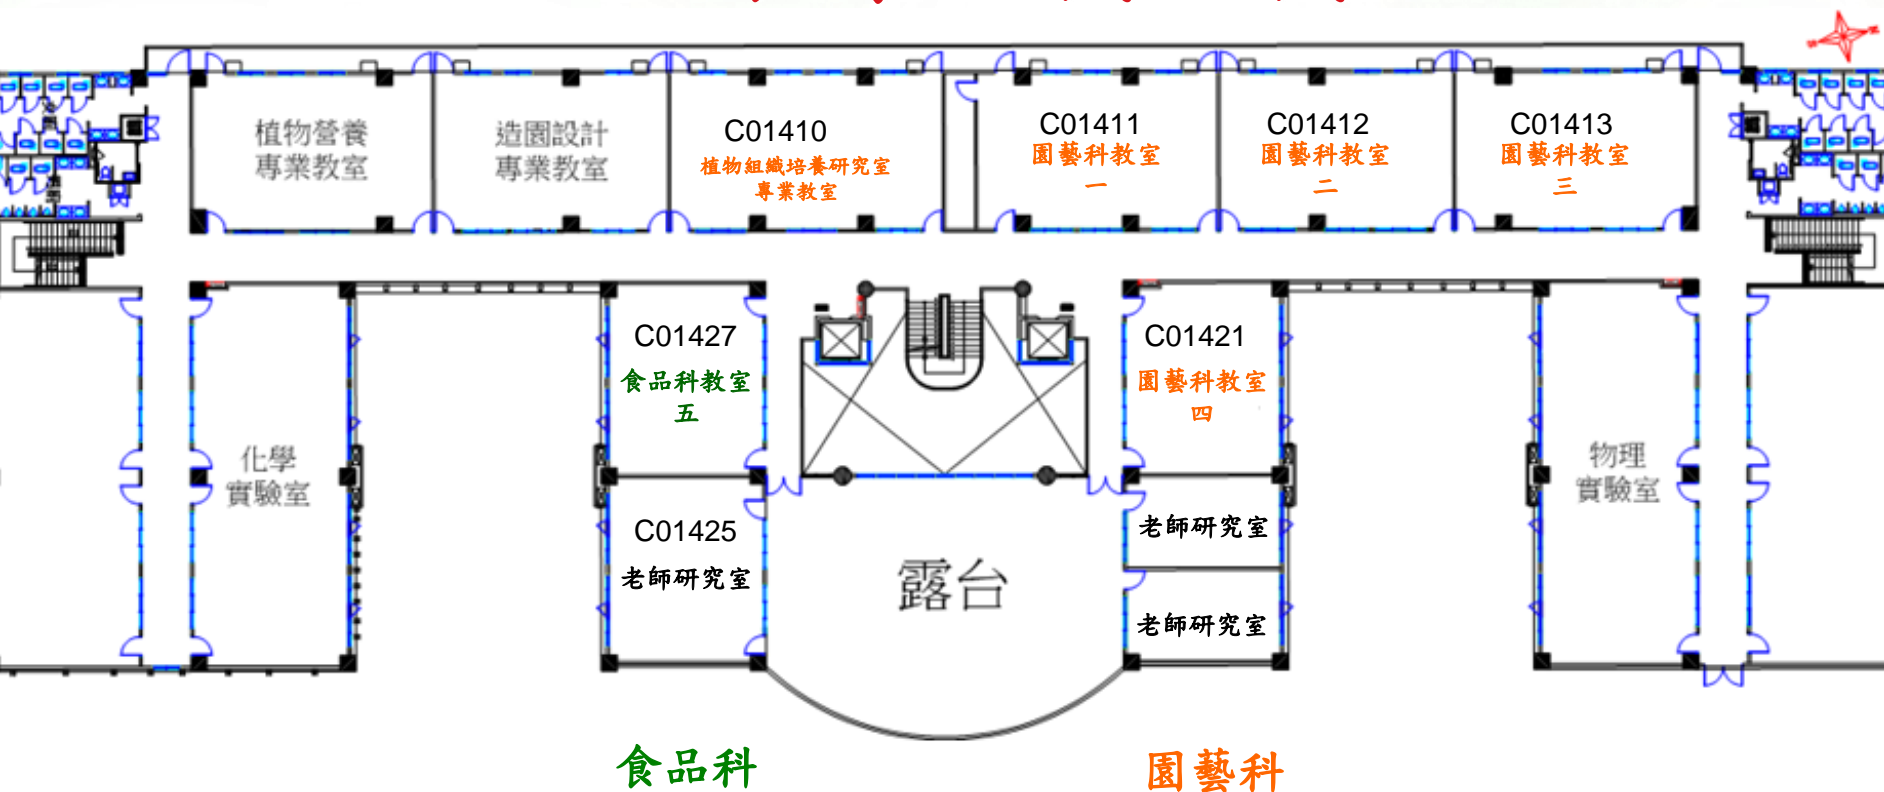 植物營養
專業教室
造園設計
專業教室
C01410
植物組織培養研究室
專業教室
C01411
園藝科教室
一
C01412
園藝科教室
二
C01413
園藝科教室
三
C01427
食品科教室
五
C01421
園藝科教室
四
化學
實驗室
物理
實驗室
C01425
老師研究室
露台
老師研究室
老師研究室
食品科
園藝科